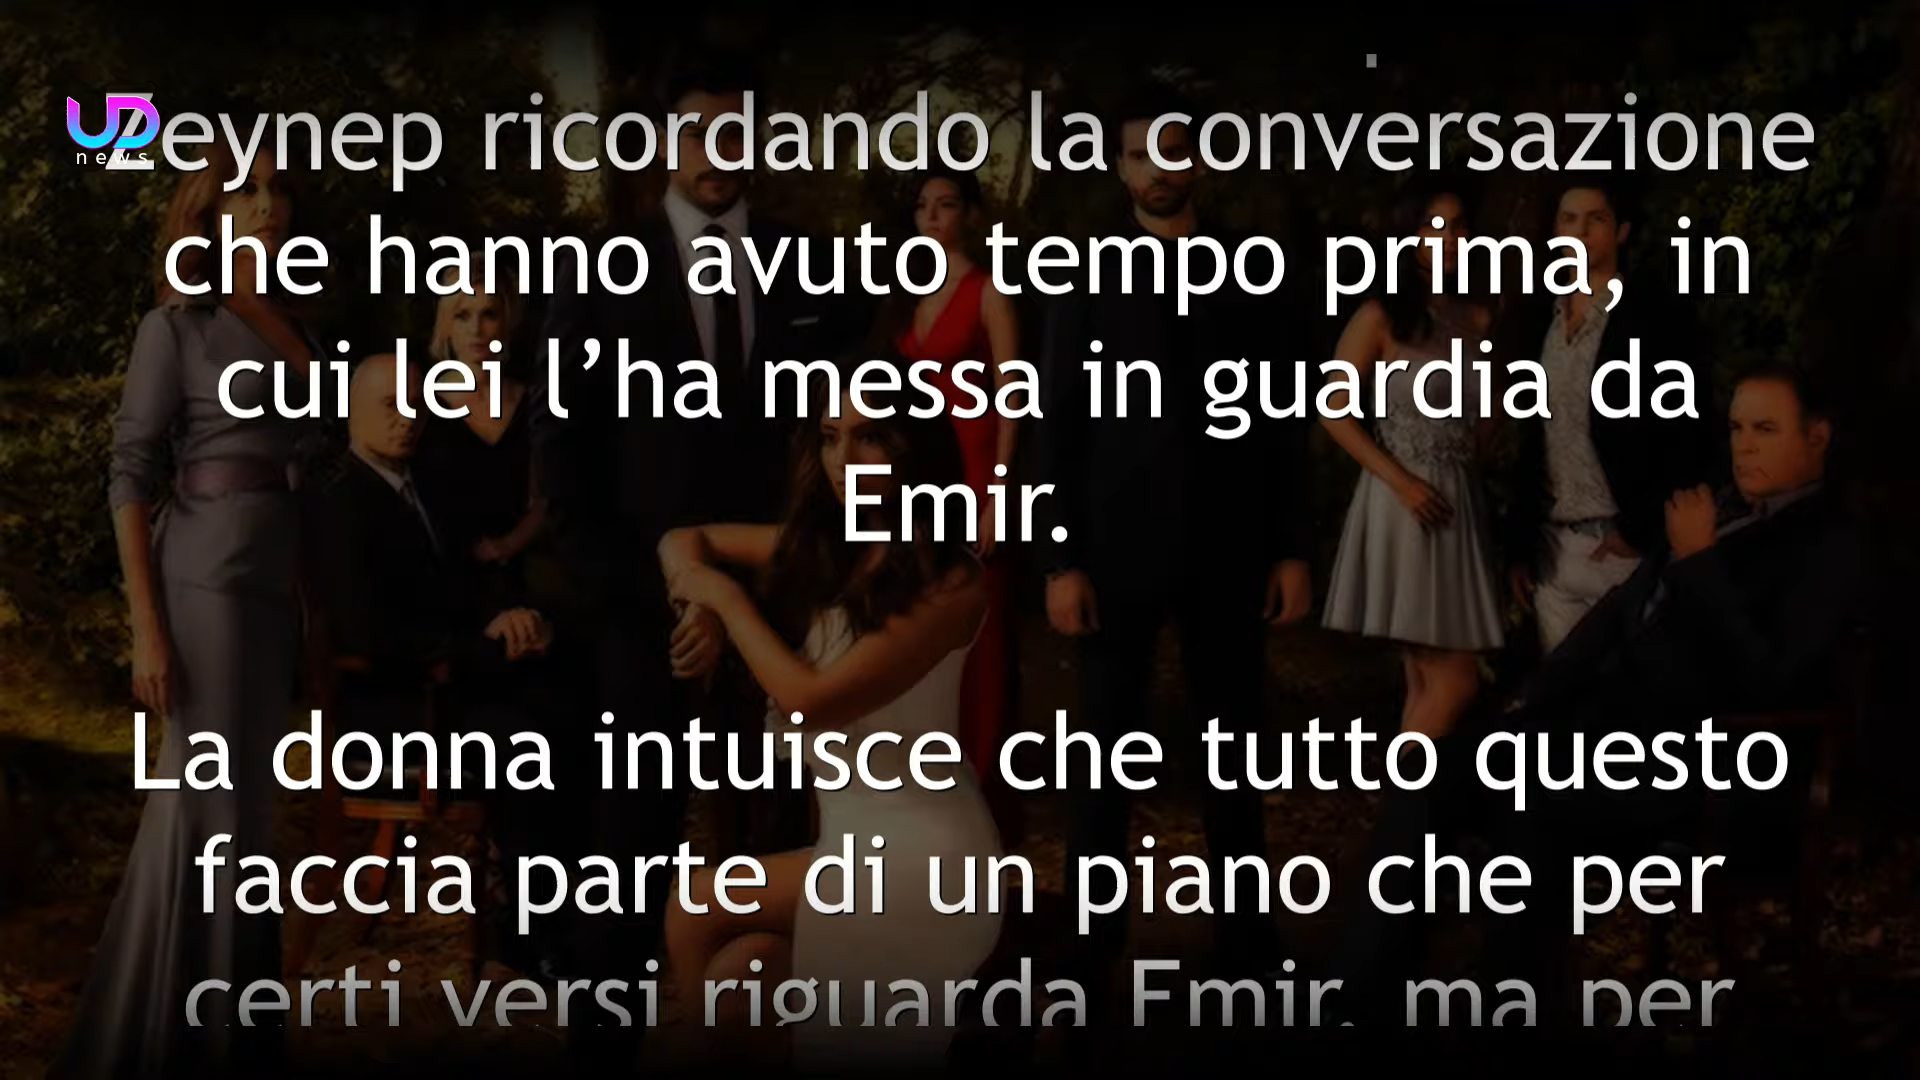 UD
news
Zeynep ricordando la conversazione
che hanno avuto tempo prima, in
cui lei l’ha messa in guardia da
Emir.
La donna intuisce che tutto questo
faccia parte di un piano che per
certi versi riguarda Emir, ma per